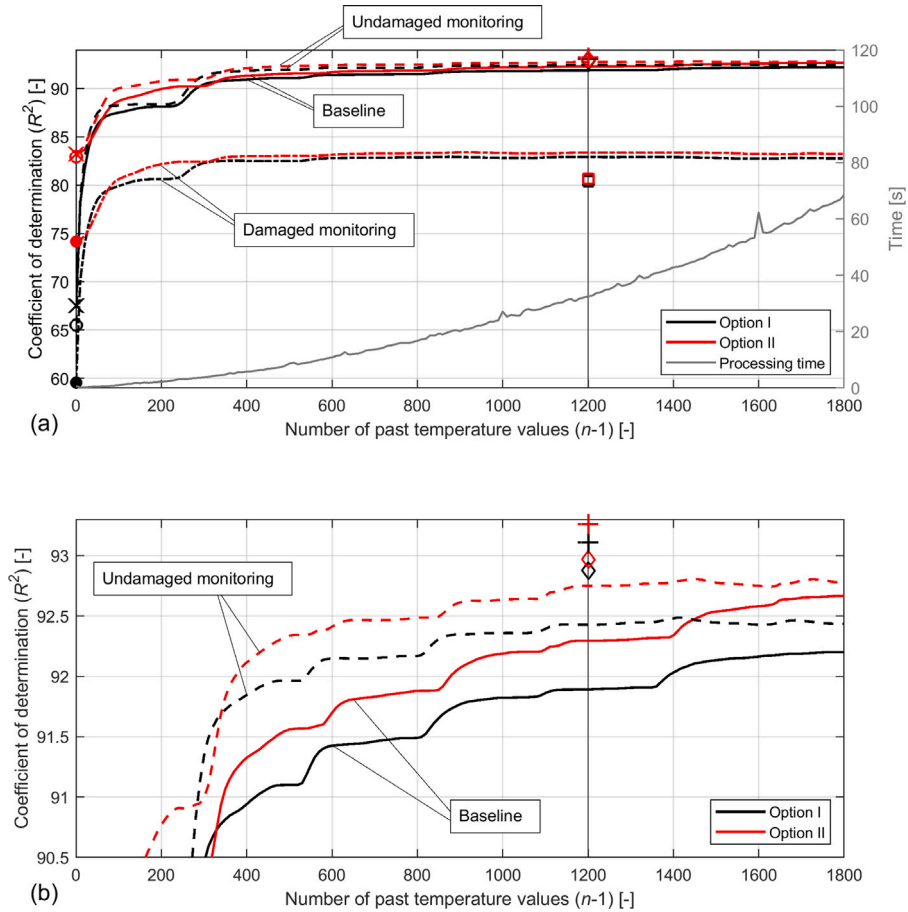 Undamaged monitoring
Coefficient of determination (R²) [-]
90
85
80
75
70
65
60
Baseline
Damaged monitoring
120
100
80
60
40
20
0
Time [s]
Option I
Option II
Processing time
0 200 400 600 800 1000 1200 1400 1600 1800
(a)
Number of past temperature values (n-1) [-]
Coefficient of determination (R²) [-]
93
92.5
92
91.5
91
90.5
Undamaged monitoring
Baseline
Option I
Option II
0 200 400 600 800 1000 1200 1400 1600 1800
(b)
Number of past temperature values (n-1) [-]